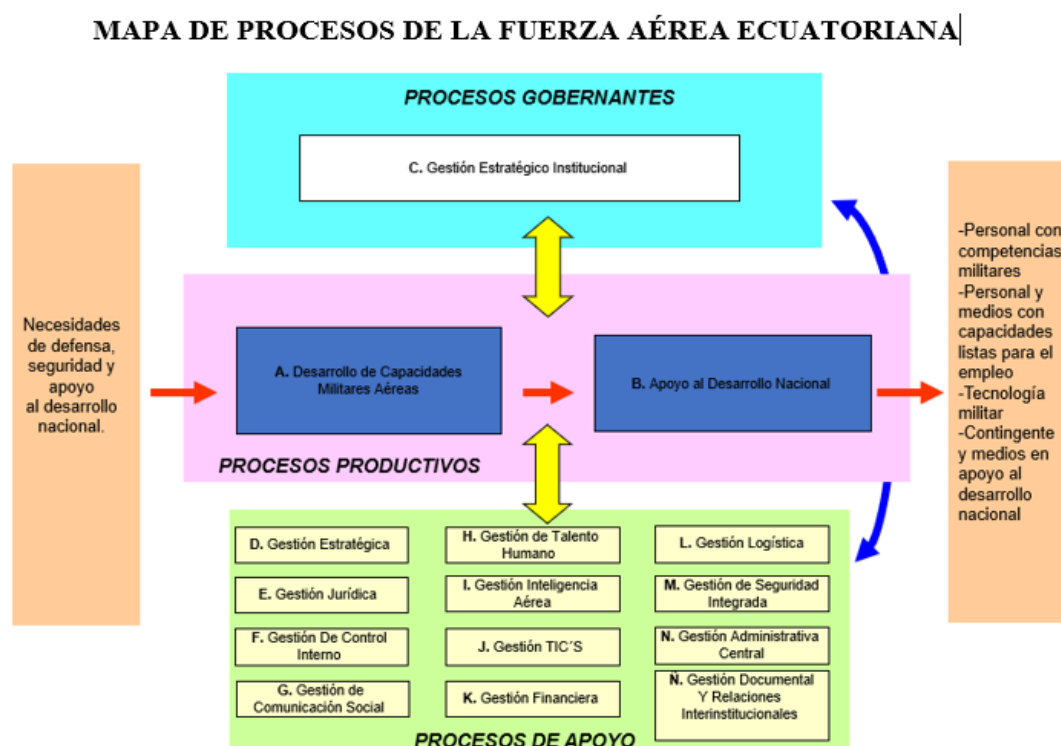 MAPA DE PROCESOS DE LA FUERZA AÉREA ECUATORIANA
PROCESOS GOBERNANTES
C. Gestión Estratégico Institucional
Necesidades
de defensa,
seguridad y
apoyo
al desarrollo
nacional.
A. Desarrollo de Capacidades
Militares Aéreas
B. Apoyo al Desarrollo Nacional
PROCESOS PRODUCTIVOS
-Personal con
competencias
militares
-Personal y
medios con
capacidades
listas para el
empleo
-Tecnología
militar
-Contingente
y medios en
apoyo al
desarrollo
nacional
D. Gestión Estratégica
E. Gestión Jurídica
F. Gestión De Control
Interno
G. Gestión de
Comunicación Social
H. Gestión de Talento
Humano
I. Gestión Inteligencia
Aérea
J. Gestión TIC´S
K. Gestión Financiera
L. Gestión Logística
M. Gestión de Seguridad
Integrada
N. Gestión Administrativa
Central
Ñ. Gestión Documental
Y Relaciones
Interinstitucionales
PROCESOS DE APOYO